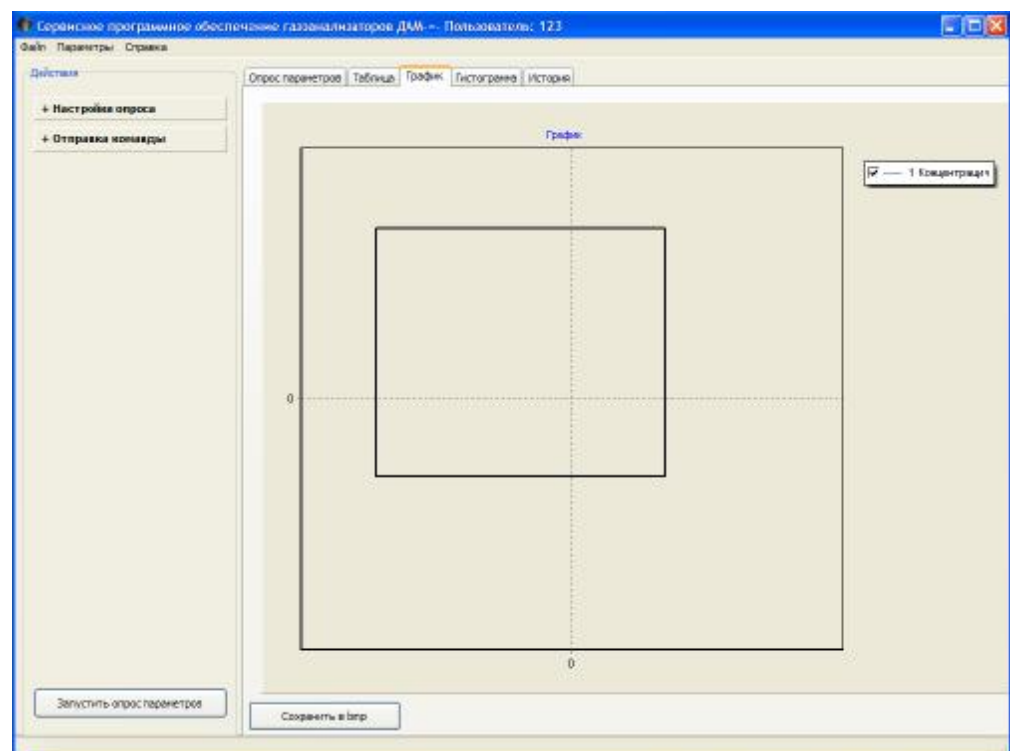 Сервисное программное обеспечение газоанализаторов ДАМ -- Пользователь: 123
Файл Параметры Справка
Действия
+ Настройки опроса
+ Отправка команды
Опрос параметров Таблица График Гистограмма История
График
1 Концентрация
0
0
Запустить опрос параметров
Сохранить в bmp